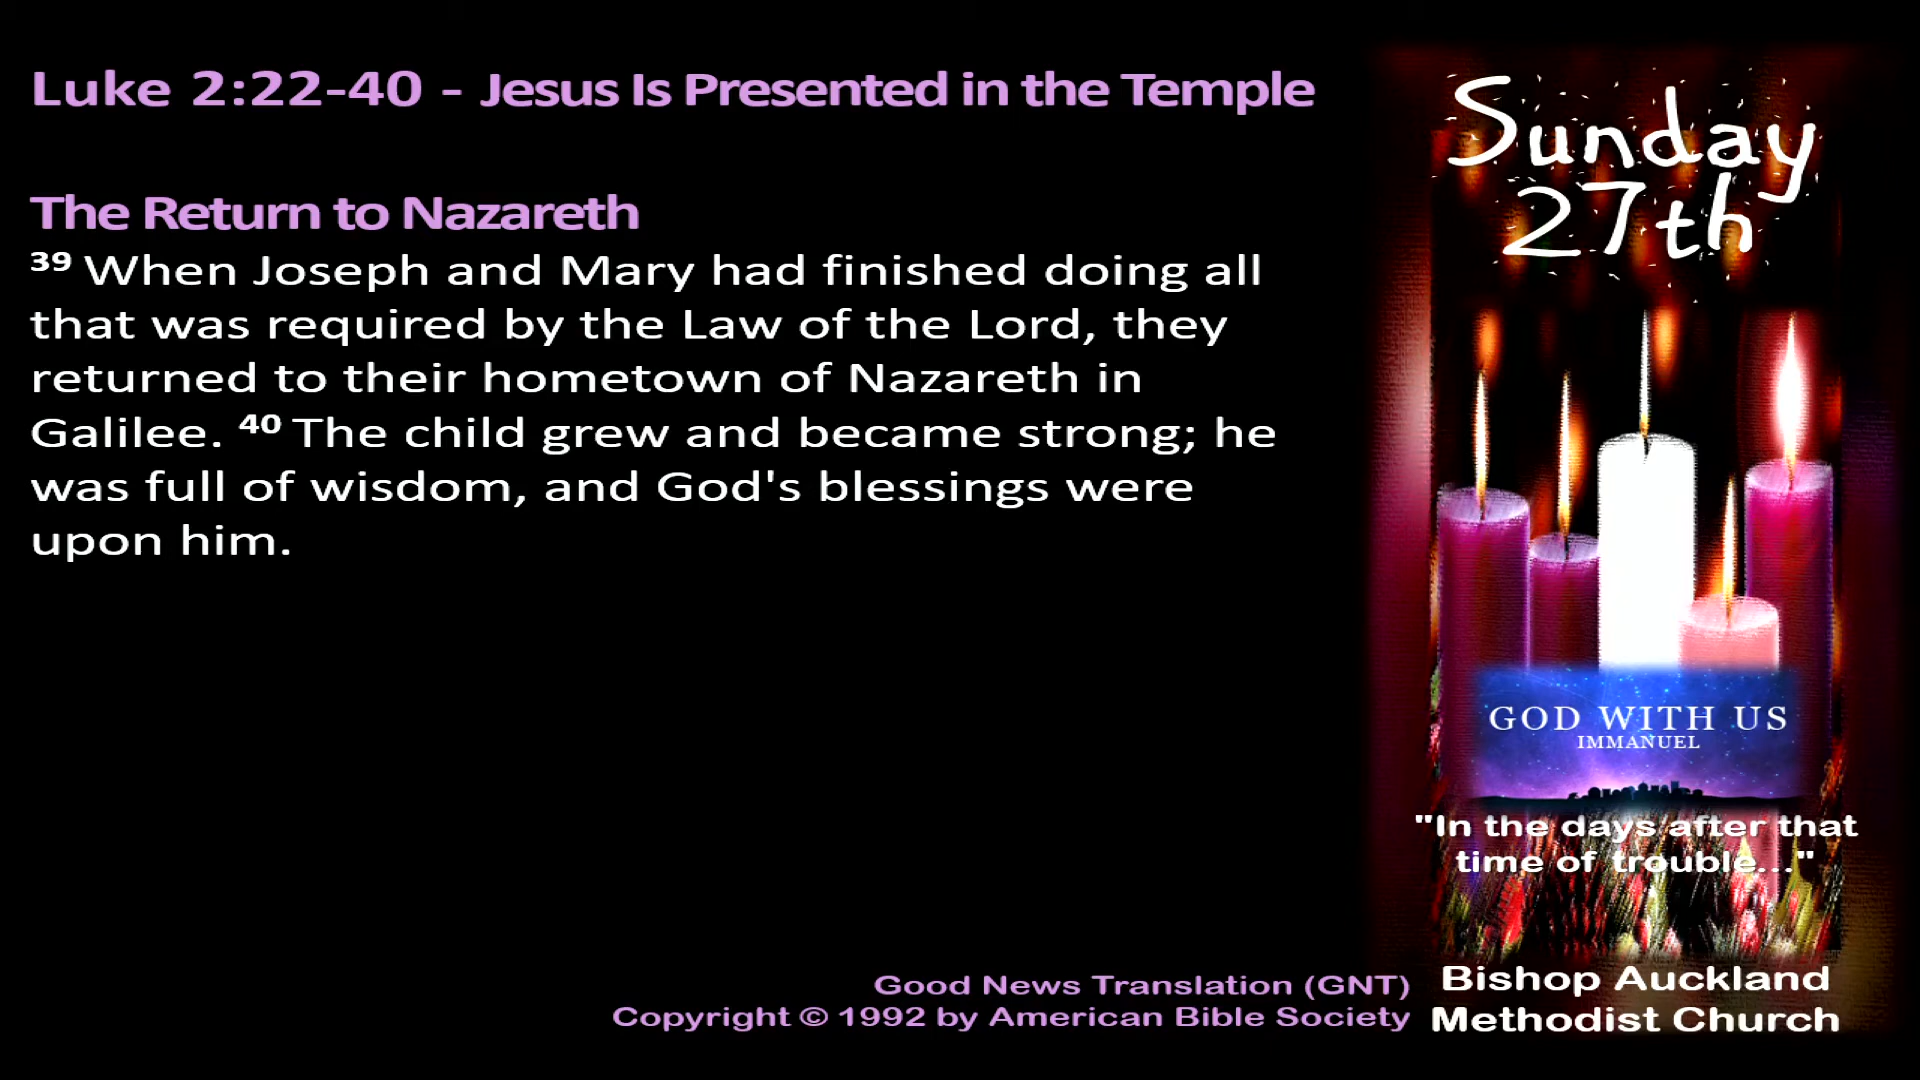 Luke 2:22-40 - Jesus Is Presented in the Temple
The Return to Nazareth
39 When Joseph and Mary had finished doing all
that was required by the Law of the Lord, they
returned to their hometown of Nazareth in
Galilee. 40 The child grew and became strong; he
was full of wisdom, and God's blessings were
upon him.
Good News Translation (GNT)
Copyright © 1992 by American Bible Society
Sunday
27th
GOD WITH US
IMMANUEL
"In the days after that
time of trouble..."
Bishop Auckland
Methodist Church